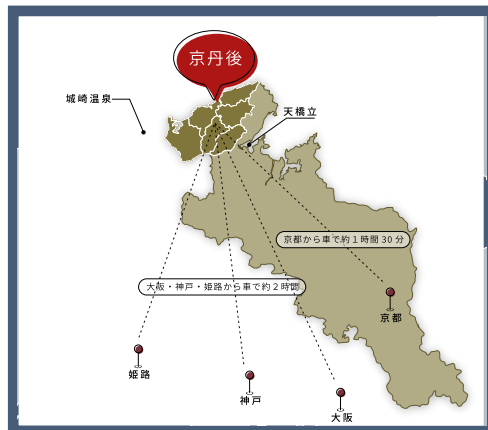 京丹後
城崎温泉
天橋立
京都から車で約1時間30分
大阪・神戸・姫路から車で約2時間
京都
姫路
神戸
大阪